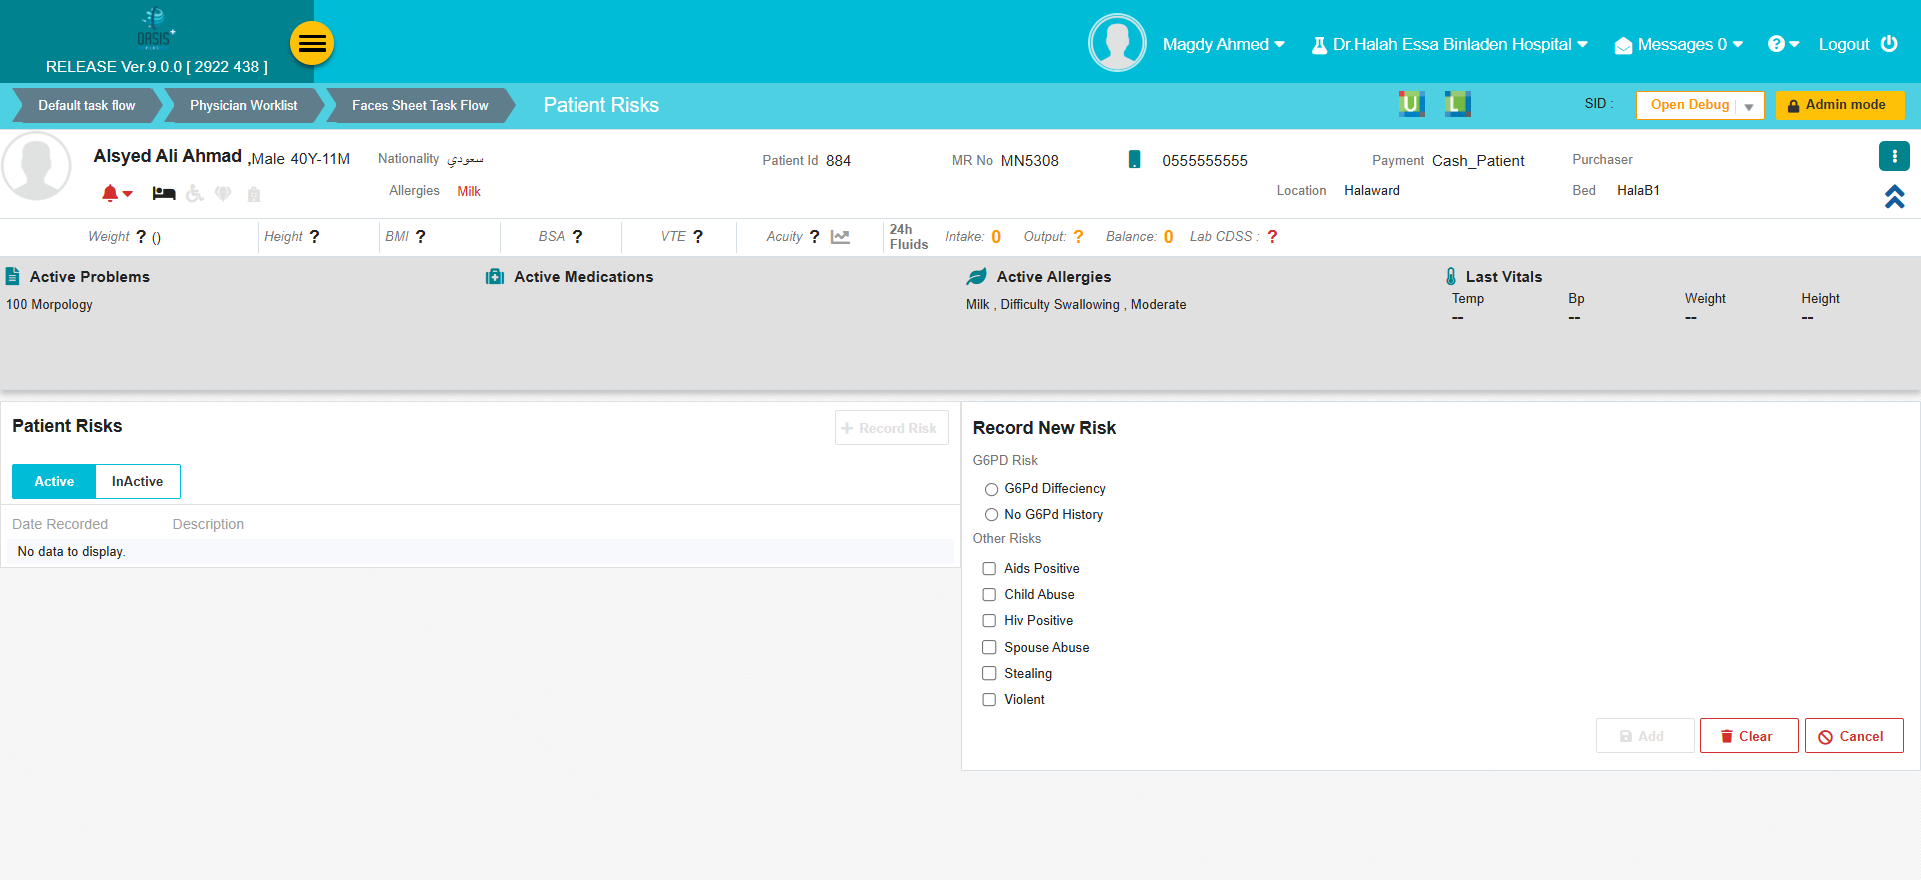 OASIS+
PLUS
RELEASE Ver.9.0.0 [ 2922 438 ]
Magdy Ahmed
Dr.Halah Essa Binladen Hospital
Messages 0
?
Logout
Default task flow
Physician Worklist
Faces Sheet Task Flow
Patient Risks
U
L
SID :
Open Debug
Admin mode
Alsyed Ali Ahmad ,Male 40Y-11M
Nationality سعودي
Patient Id 884
MR No MN5308
0555555555
Payment Cash_Patient
Purchaser
Allergies Milk
Location Halaward
Bed HalaB1
Weight ? ()
Height ?
BMI ?
BSA ?
VTE ?
Acuity ?
24h Fluids
Intake: 0
Output: ?
Balance: 0
Lab CDSS : ?
Active Problems
100 Morpology
Active Medications
Active Allergies
Milk , Difficulty Swallowing , Moderate
Last Vitals
Temp Bp Weight Height
-- -- -- --
Patient Risks
Record Risk
Active InActive
Date Recorded Description
No data to display.
Record New Risk
G6PD Risk
G6Pd Diffeciency
No G6Pd History
Other Risks
Aids Positive
Child Abuse
Hiv Positive
Spouse Abuse
Stealing
Violent
Add
Clear
Cancel